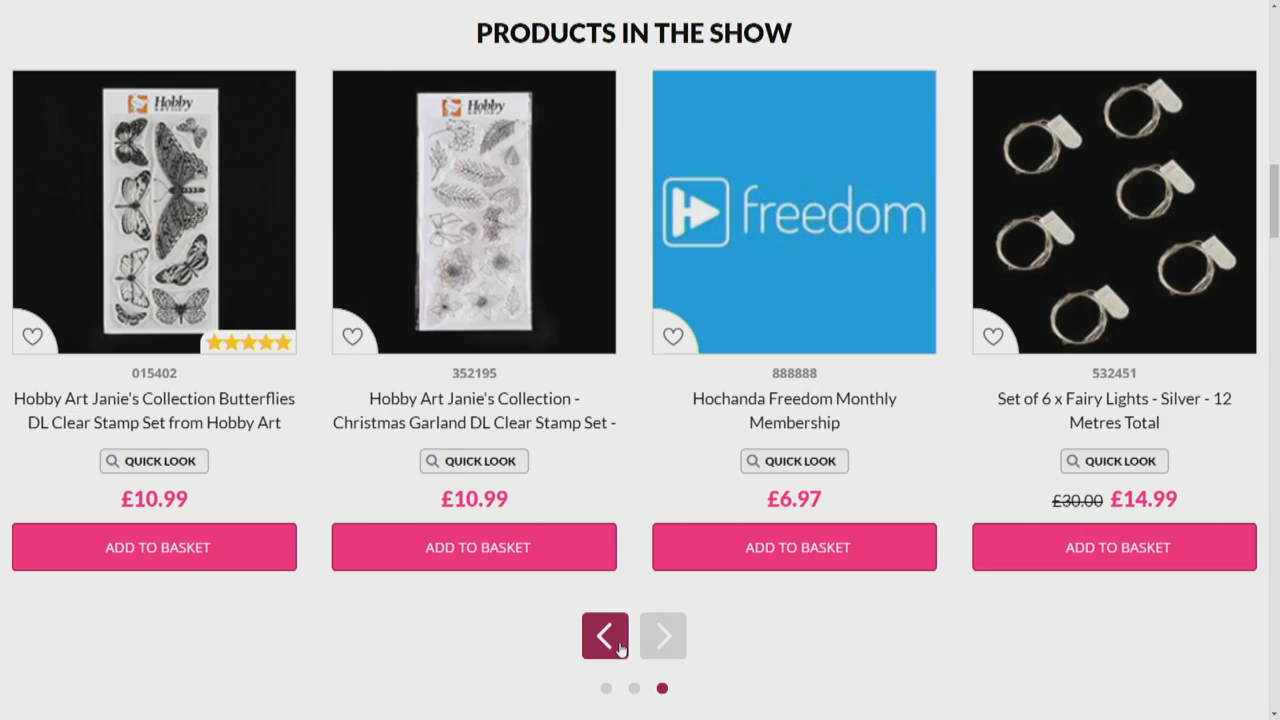 PRODUCTS IN THE SHOW
Hobby
Hobby
freedom
015402
Hobby Art Janie's Collection Butterflies
DL Clear Stamp Set from Hobby Art
QUICK LOOK
£10.99
ADD TO BASKET
352195
Hobby Art Janie's Collection -
Christmas Garland DL Clear Stamp Set -
QUICK LOOK
£10.99
ADD TO BASKET
888888
Hochanda Freedom Monthly
Membership
QUICK LOOK
£6.97
ADD TO BASKET
532451
Set of 6 x Fairy Lights - Silver - 12
Metres Total
QUICK LOOK
£30.00 £14.99
ADD TO BASKET